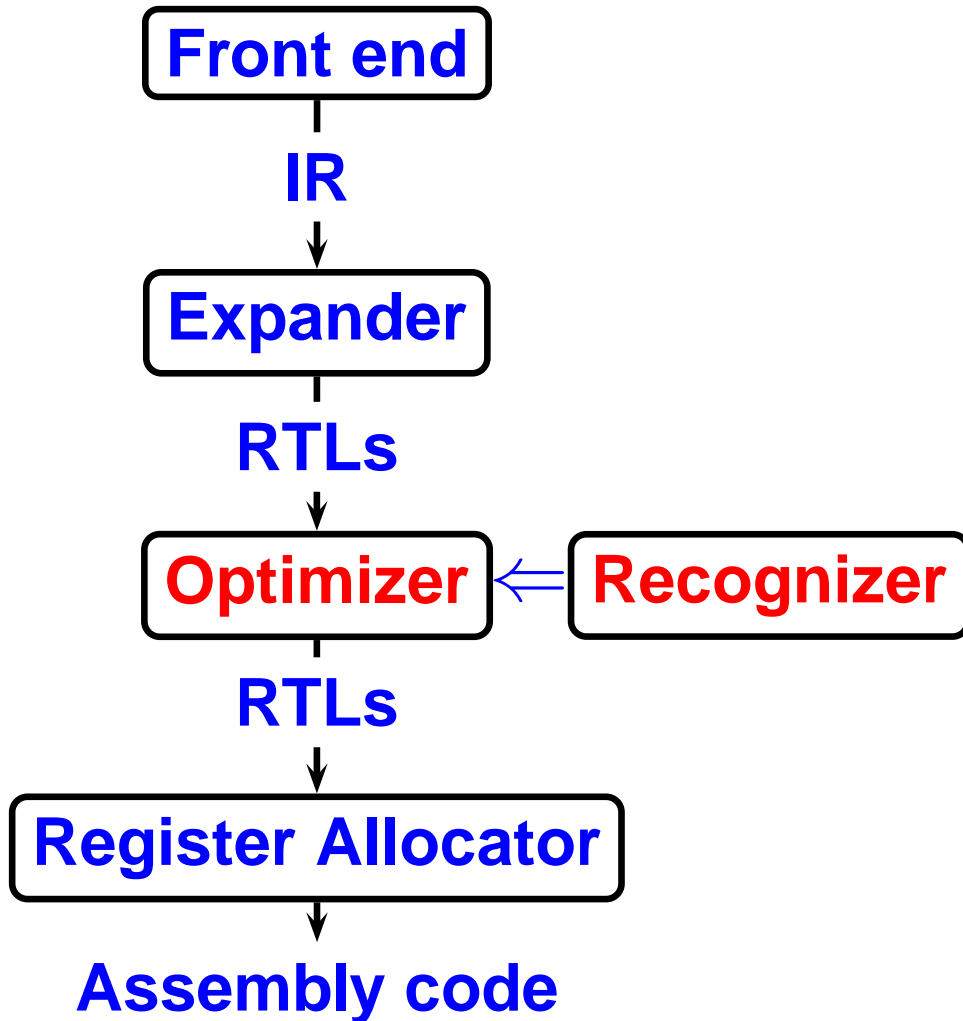 Front end
IR
Expander
RTLs
Optimizer
Recognizer
RTLs
Register Allocator
Assembly code